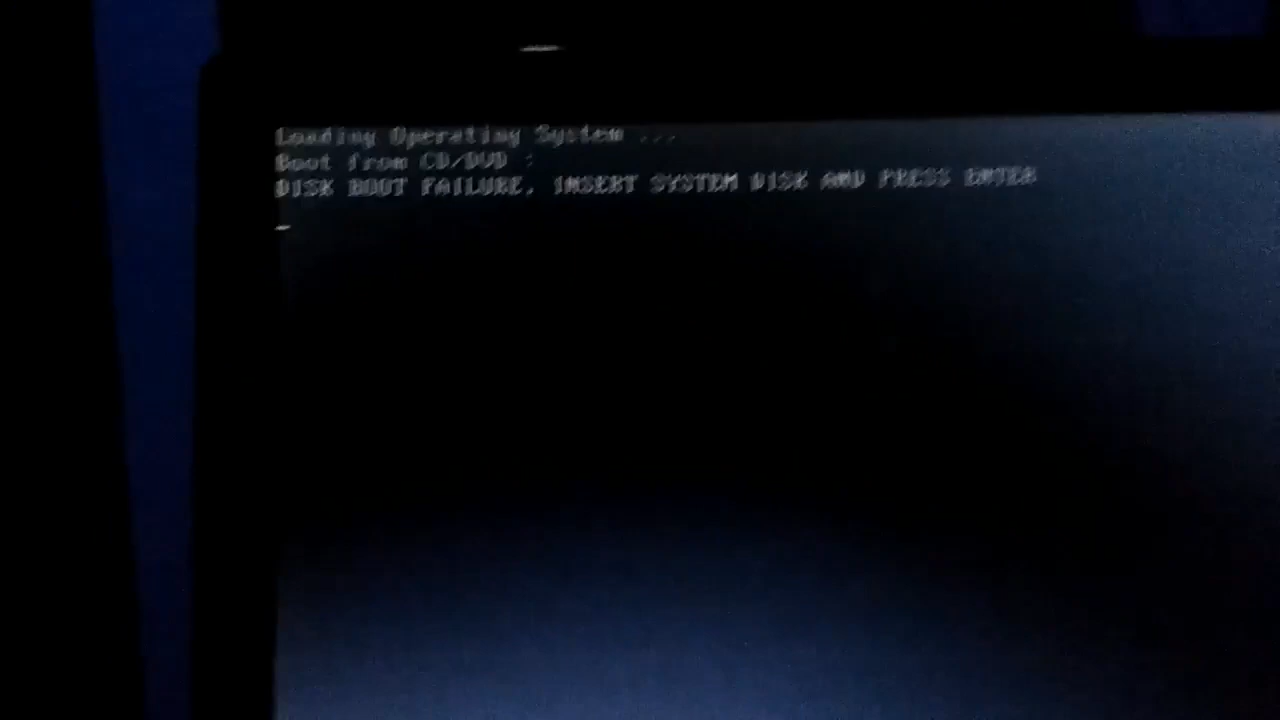 Loading Operating System ...
Boot from CD/DVD :
DISK BOOT FAILURE, INSERT SYSTEM DISK AND PRESS ENTER